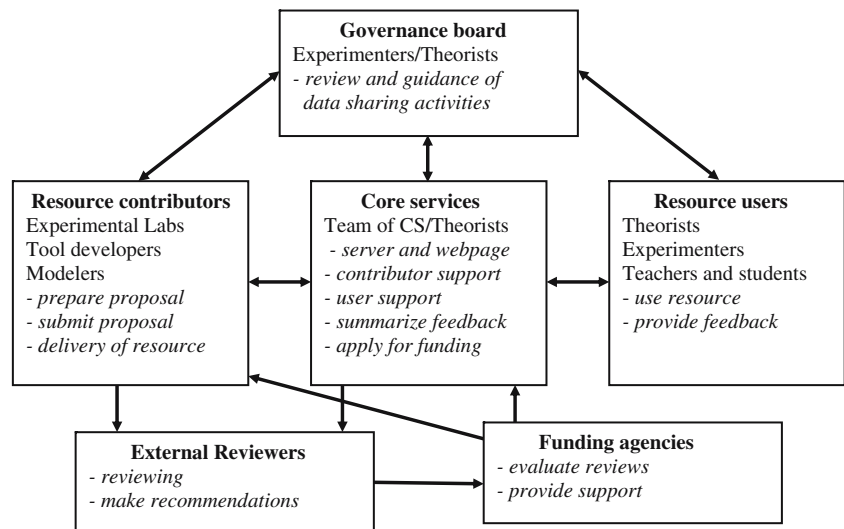 Governance board
Experimenters/Theorists
- review and guidance of
data sharing activities
Resource contributors
Experimental Labs
Tool developers
Modelers
- prepare proposal
- submit proposal
- delivery of resource
Core services
Team of CS/Theorists
- server and webpage
- contributor support
- user support
- summarize feedback
- apply for funding
Resource users
Theorists
Experimenters
Teachers and students
- use resource
- provide feedback
External Reviewers
- reviewing
- make recommendations
Funding agencies
- evaluate reviews
- provide support